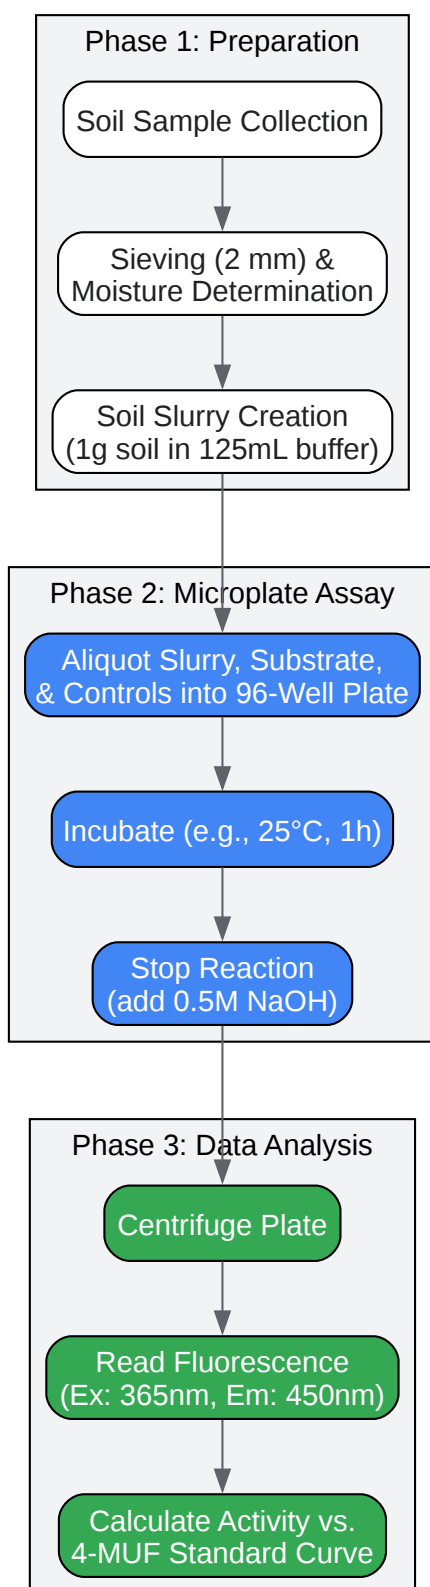 Phase 1: Preparation
Soil Sample Collection
Sieving (2 mm) &
Moisture Determination
Soil Slurry Creation
(1g soil in 125mL buffer)
Phase 2: Microplate Assay
Aliquot Slurry, Substrate,
& Controls into 96-Well Plate
Incubate (e.g., 25°C, 1h)
Stop Reaction
(add 0.5M NaOH)
Phase 3: Data Analysis
Centrifuge Plate
Read Fluorescence
(Ex: 365nm, Em: 450nm)
Calculate Activity vs.
4-MUF Standard Curve